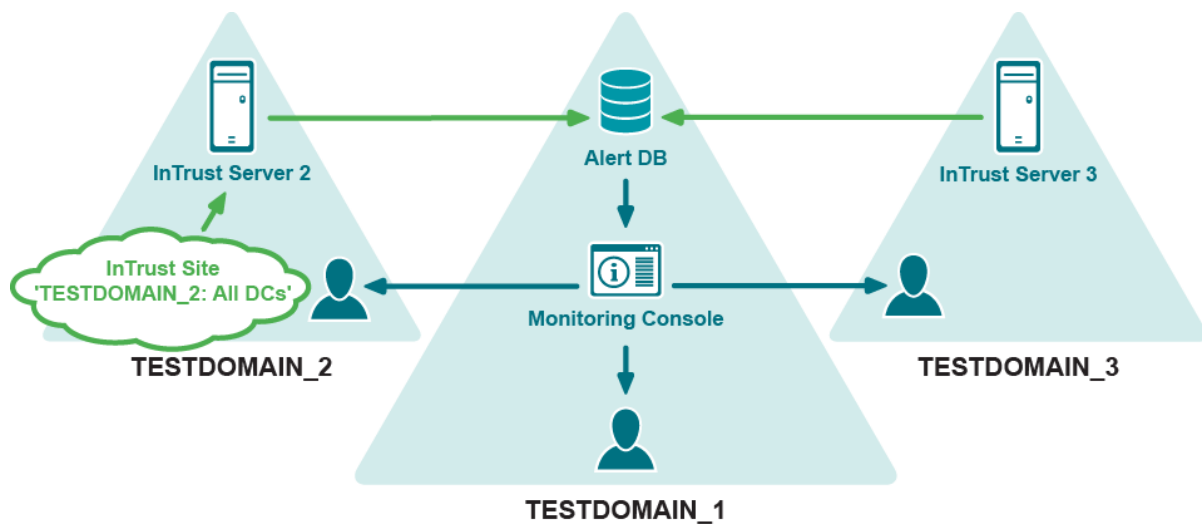 Alert DB
InTrust Server 2
InTrust Server 3
InTrust Site
'TESTDOMAIN_2: All DCs'
Monitoring Console
TESTDOMAIN_2
TESTDOMAIN_3
TESTDOMAIN_1